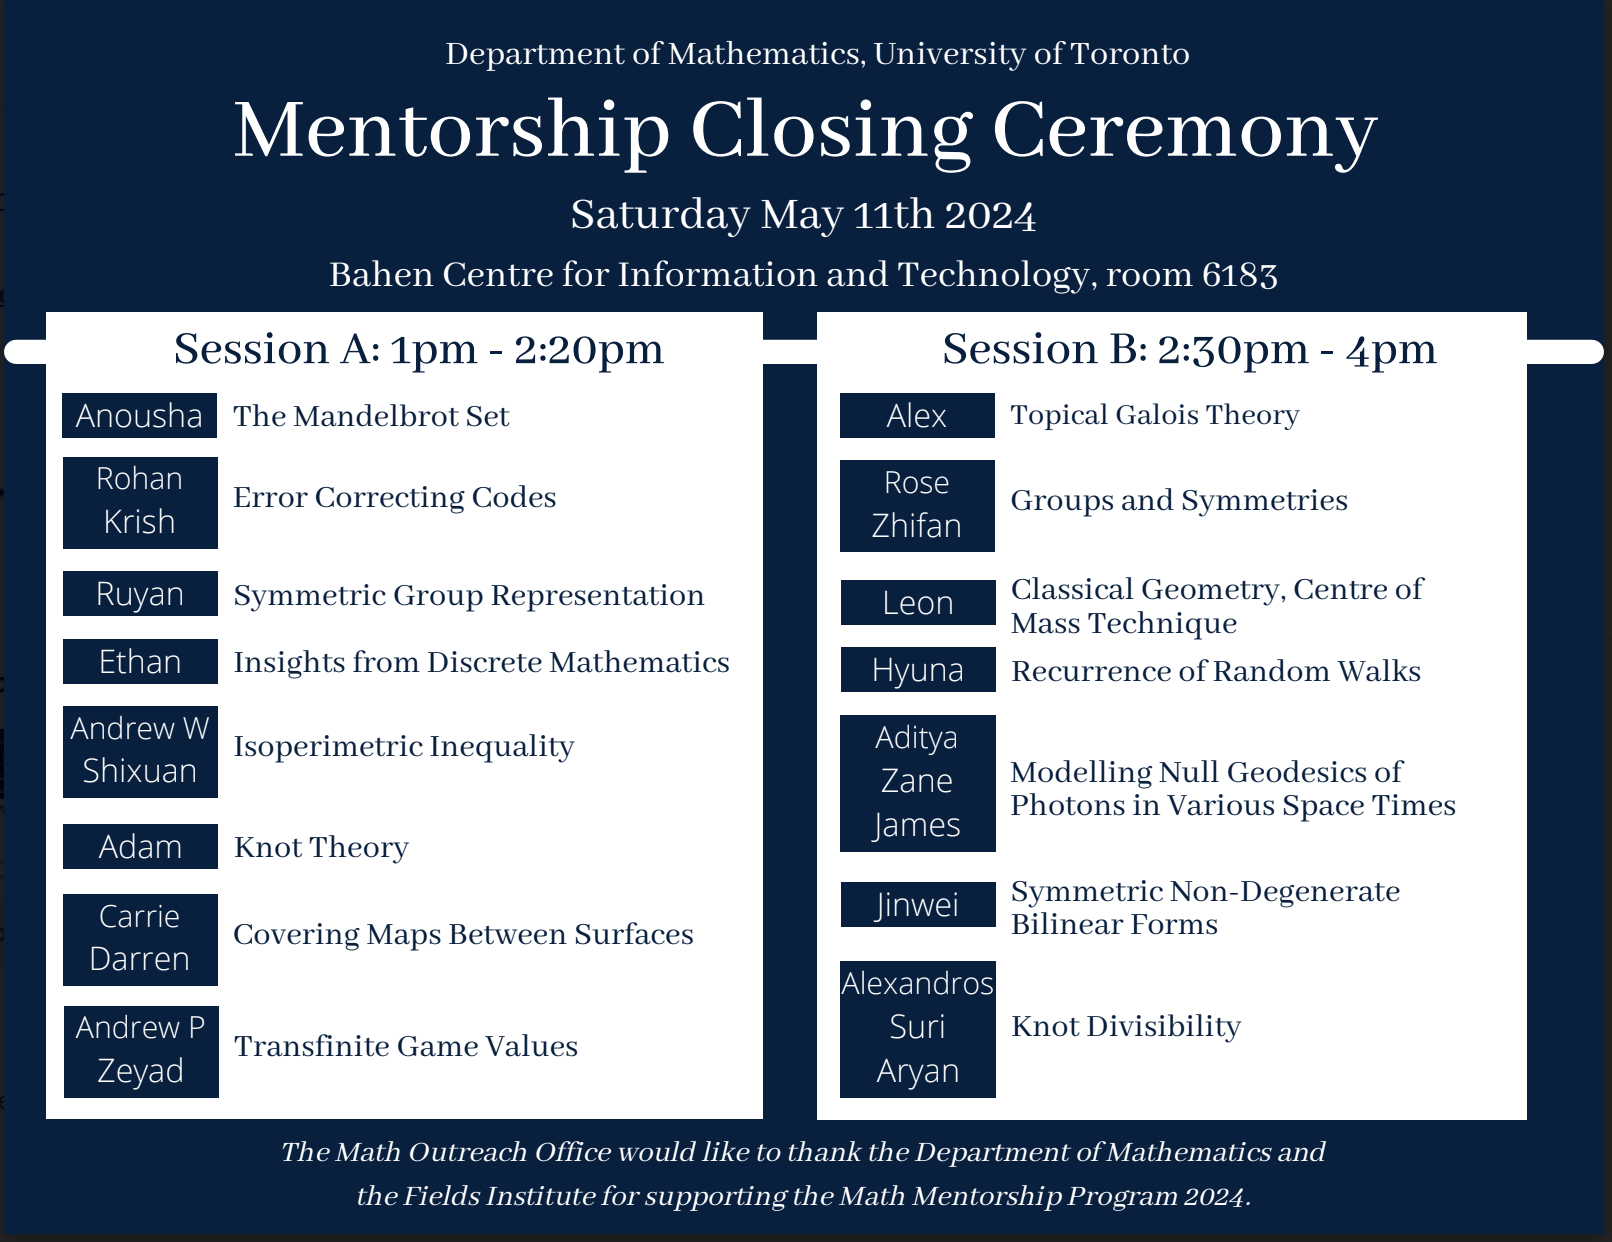 Department of Mathematics, University of Toronto
Mentorship Closing Ceremony
Saturday May 11th 2024
Bahen Centre for Information and Technology, room 6183
Session A: 1pm - 2:20pm
Anousha
The Mandelbrot Set
Rohan
Krish
Error Correcting Codes
Ruyan
Symmetric Group Representation
Ethan
Insights from Discrete Mathematics
Andrew W
Shixuan
Isoperimetric Inequality
Adam
Knot Theory
Carrie
Darren
Covering Maps Between Surfaces
Andrew P
Zeyad
Transfinite Game Values
Session B: 2:30pm - 4pm
Alex
Topical Galois Theory
Rose
Zhifan
Groups and Symmetries
Leon
Classical Geometry, Centre of
Mass Technique
Hyuna
Recurrence of Random Walks
Aditya
Zane
James
Modelling Null Geodesics of
Photons in Various Space Times
Jinwei
Symmetric Non-Degenerate
Bilinear Forms
Alexandros
Suri
Aryan
Knot Divisibility
The Math Outreach Office would like to thank the Department of Mathematics and
the Fields Institute for supporting the Math Mentorship Program 2024.